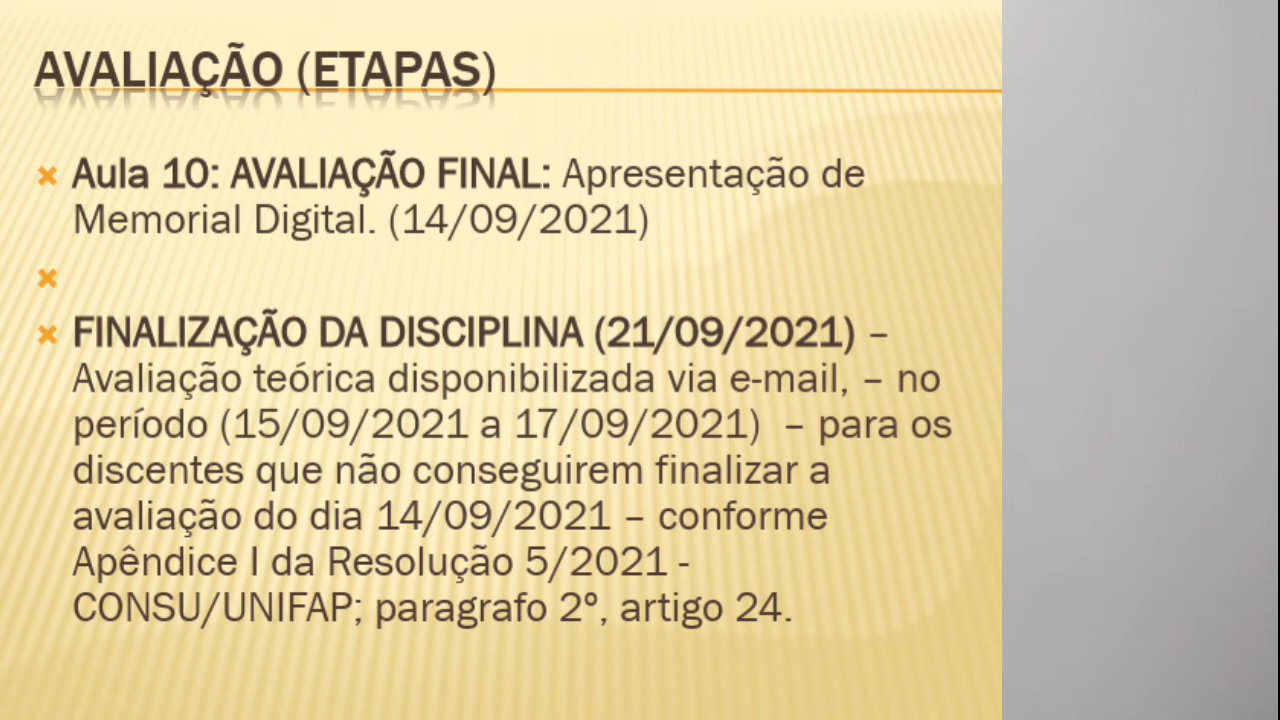 AVALIAÇÃO (ETAPAS)
Aula 10: AVALIAÇÃO FINAL: Apresentação de
Memorial Digital. (14/09/2021)
FINALIZAÇÃO DA DISCIPLINA (21/09/2021) –
Avaliação teórica disponibilizada via e-mail, – no
período (15/09/2021 a 17/09/2021) – para os
discentes que não conseguirem finalizar a
avaliação do dia 14/09/2021 – conforme
Apêndice I da Resolução 5/2021 -
CONSU/UNIFAP; paragrafo 2º, artigo 24.